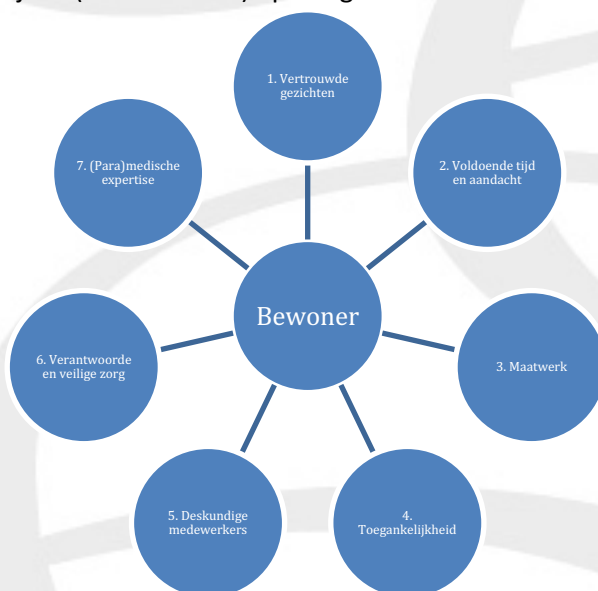 1. Vertrouwde
gezichten
2. Voldoende tijd
en aandacht
3. Maatwerk
4.
Toegankelijkheid
5. Deskundige
medewerkers
6. Verantwoorde
en veilige zorg
7. (Para)medische
expertise
Bewoner